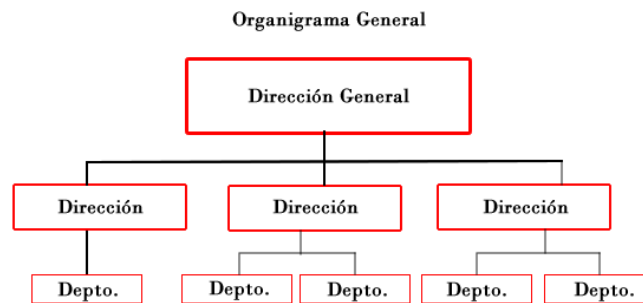 Organigrama General
Dirección General
Dirección
Dirección
Dirección
Depto.
Depto.
Depto.
Depto.
Depto.